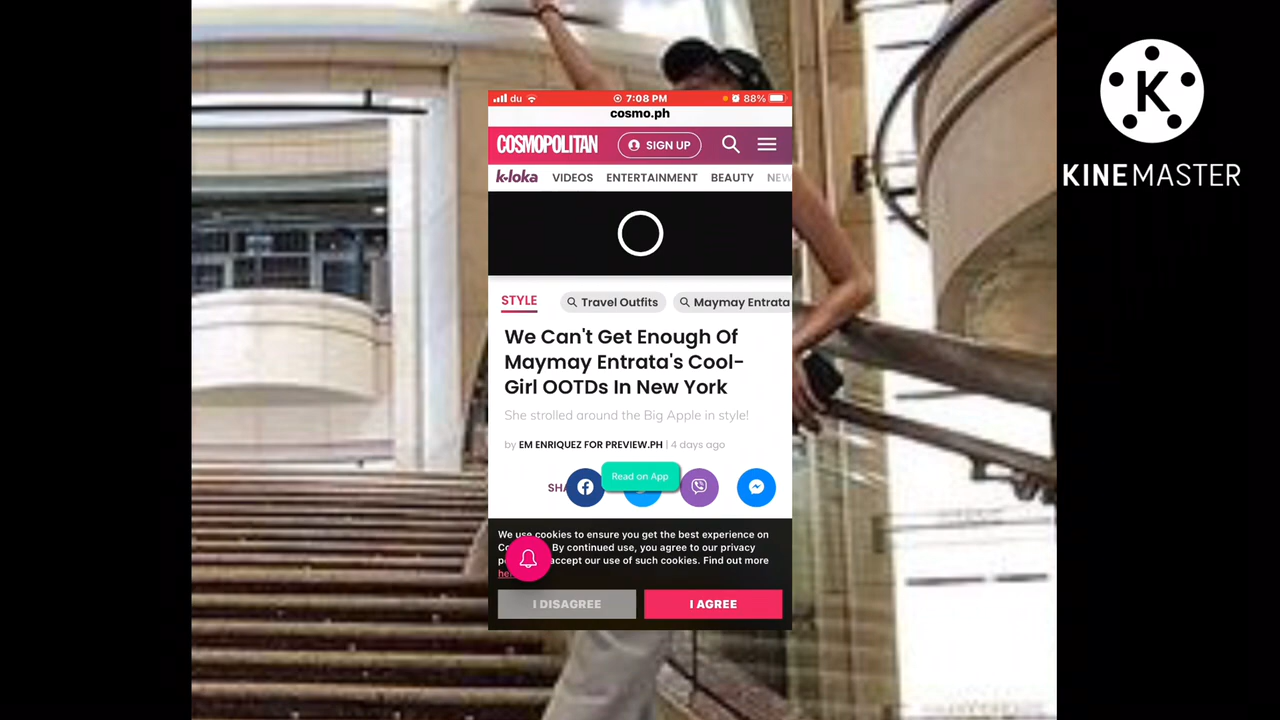 du 7:08 PM 88%
cosmo.ph
COSMOPOLITAN SIGN UP
k-loka VIDEOS ENTERTAINMENT BEAUTY NEW
STYLE Travel Outfits Maymay Entrata
We Can't Get Enough Of
Maymay Entrata's Cool-
Girl OOTDs In New York
She strolled around the Big Apple in style!
by EM ENRIQUEZ FOR PREVIEW.PH | 4 days ago
SHA
Read on App
We use cookies to ensure you get the best experience on
By continued use, you agree to our privacy
accept our use of such cookies. Find out more
I DISAGREE I AGREE
K
KINEMASTER